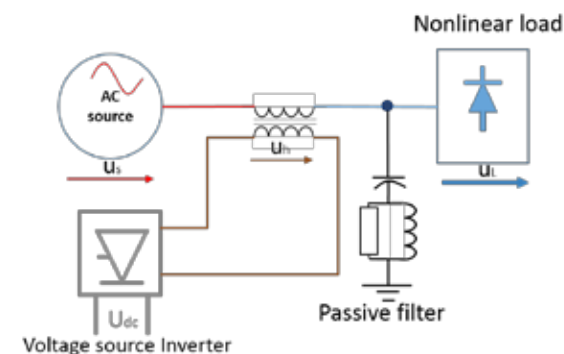 Nonlinear load
AC
source
us
uh
uL
Udc
Passive filter
Voltage source Inverter